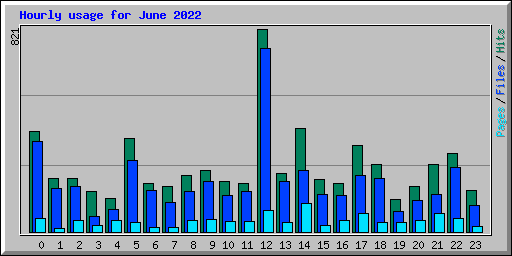 Hourly usage for June 2022
821
Pages / Files / Hits
0 1 2 3 4 5 6 7 8 9 10 11 12 13 14 15 16 17 18 19 20 21 22 23